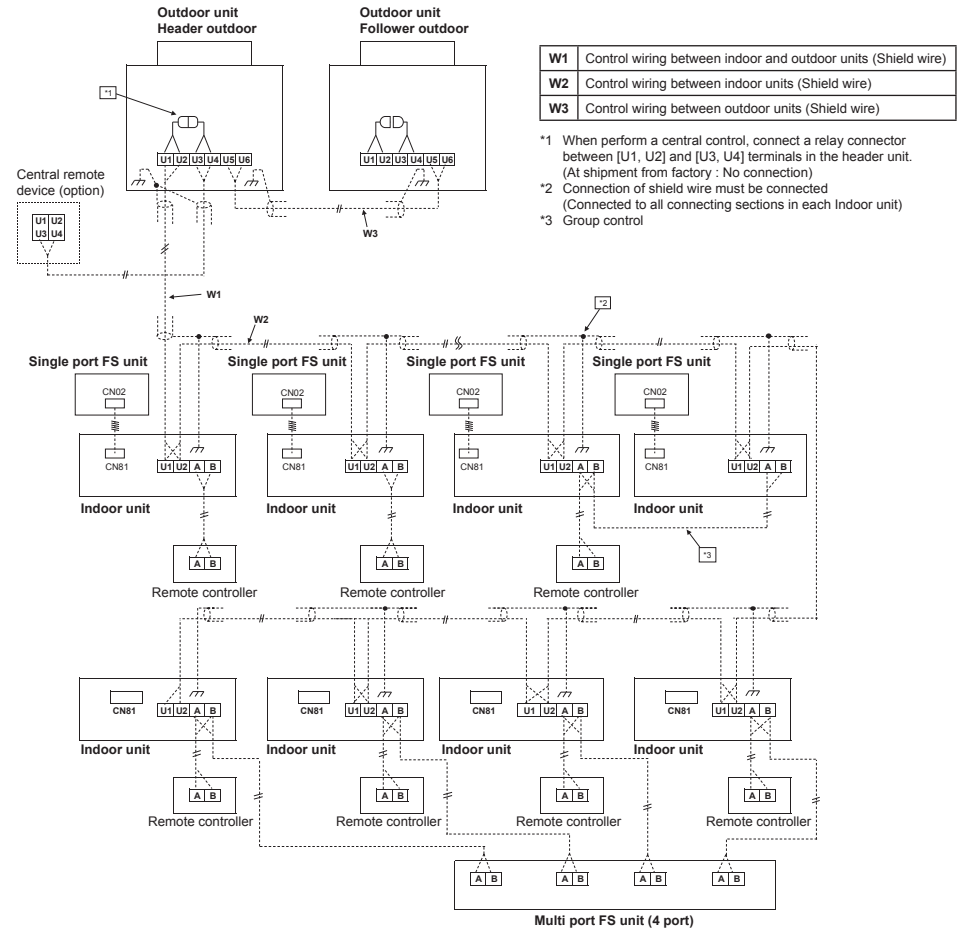 Outdoor unit
Header outdoor
Outdoor unit
Follower outdoor
W1 Control wiring between indoor and outdoor units (Shield wire)
W2 Control wiring between indoor units (Shield wire)
W3 Control wiring between outdoor units (Shield wire)
*1 When perform a central control, connect a relay connector
between [U1, U2] and [U3, U4] terminals in the header unit.
(At shipment from factory : No connection)
*2 Connection of shield wire must be connected
(Connected to all connecting sections in each Indoor unit)
*3 Group control
*1
U1 U2 U3 U4 U5 U6
U1 U2 U3 U4 U5 U6
Central remote
device (option)
U1 U2
U3 U4
W3
W1
W2
*2
Single port FS unit
Single port FS unit
Single port FS unit
Single port FS unit
CN02
CN02
CN02
CN02
CN81
CN81
CN81
CN81
U1 U2 A B
U1 U2 A B
U1 U2 A B
U1 U2 A B
Indoor unit
Indoor unit
Indoor unit
Indoor unit
*3
A B
A B
A B
Remote controller
Remote controller
Remote controller
CN81
U1 U2 A B
CN81
U1 U2 A B
CN81
U1 U2 A B
CN81
U1 U2 A B
Indoor unit
Indoor unit
Indoor unit
Indoor unit
A B
A B
A B
A B
Remote controller
Remote controller
Remote controller
Remote controller
A B
A B
A B
A B
Multi port FS unit (4 port)